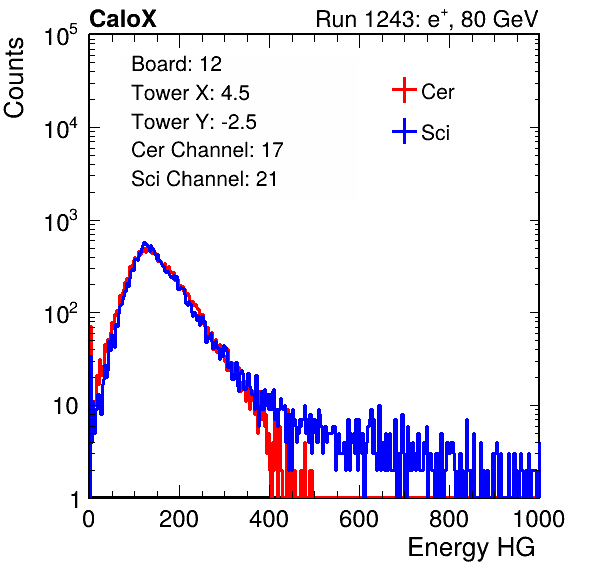 CaloX
Run 1243: e⁺, 80 GeV
Counts
Board: 12
Tower X: 4.5
Tower Y: -2.5
Cer Channel: 17
Sci Channel: 21
Cer
Sci
10⁵
10⁴
10³
10²
10
1
0 200 400 600 800 1000
Energy HG